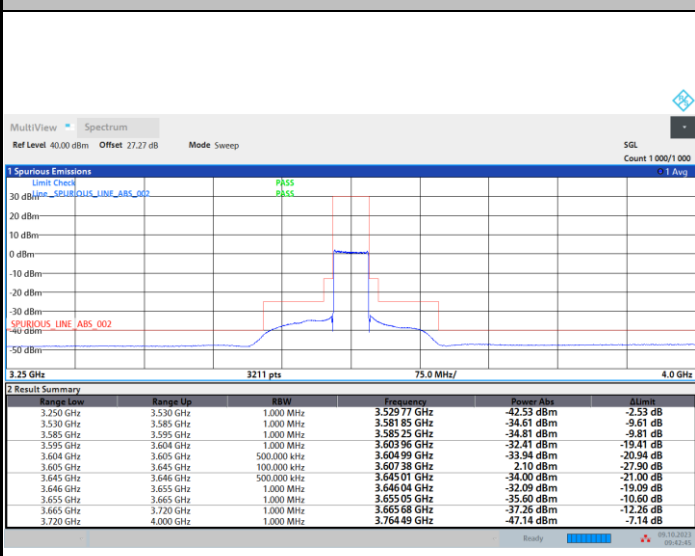 MultiView Spectrum
Ref Level 40.00 dBm Offset 27.27 dB Mode Sweep SGL
Count 1 000/1 000
1 Spurious Emissions 1 Avg
Limit Check PASS
Line _SPURIOUS_LINE_ABS_002 PASS
30 dBm
20 dBm
10 dBm
0 dBm
-10 dBm
-20 dBm
-30 dBm
SPURIOUS_LINE_ABS_002
-40 dBm
-50 dBm
3.25 GHz 3211 pts 75.0 MHz/ 4.0 GHz
2 Result Summary
Range Low Range Up RBW Frequency Power Abs ΔLimit
3.250 GHz 3.530 GHz 1.000 MHz 3.529 77 GHz -42.53 dBm -2.53 dB
3.530 GHz 3.585 GHz 1.000 MHz 3.581 85 GHz -34.61 dBm -9.61 dB
3.585 GHz 3.595 GHz 1.000 MHz 3.585 25 GHz -34.81 dBm -9.81 dB
3.595 GHz 3.604 GHz 1.000 MHz 3.603 96 GHz -32.41 dBm -19.41 dB
3.604 GHz 3.605 GHz 500.000 kHz 3.604 99 GHz -33.94 dBm -20.94 dB
3.605 GHz 3.645 GHz 100.000 kHz 3.607 38 GHz 2.10 dBm -27.90 dB
3.645 GHz 3.646 GHz 500.000 kHz 3.645 01 GHz -34.00 dBm -21.00 dB
3.646 GHz 3.655 GHz 1.000 MHz 3.646 04 GHz -32.09 dBm -19.09 dB
3.655 GHz 3.665 GHz 1.000 MHz 3.655 05 GHz -35.60 dBm -10.60 dB
3.665 GHz 3.720 GHz 1.000 MHz 3.665 68 GHz -37.26 dBm -12.26 dB
3.720 GHz 4.000 GHz 1.000 MHz 3.764 49 GHz -47.14 dBm -7.14 dB
Ready 09.10.2023
09:42:45